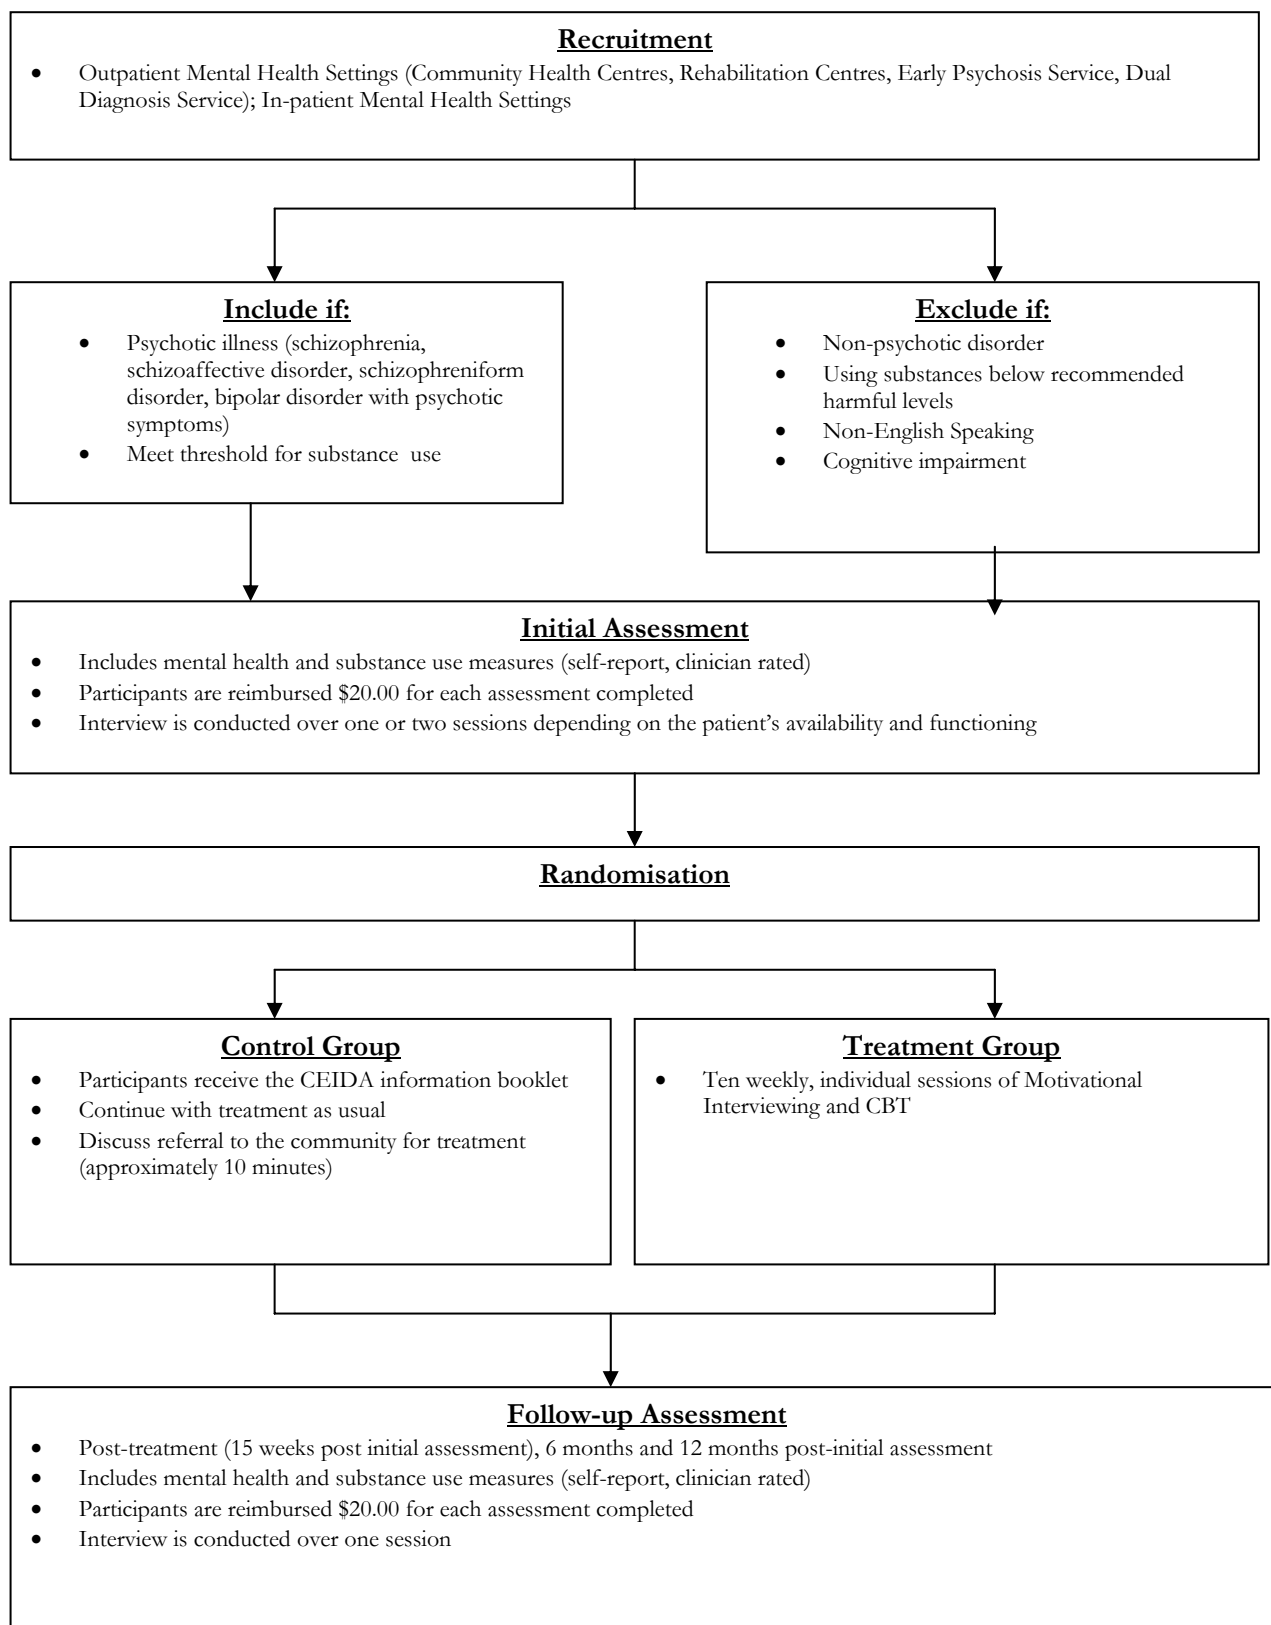 Recruitment
• Outpatient Mental Health Settings (Community Health Centres, Rehabilitation Centres, Early Psychosis Service, Dual
Diagnosis Service); In-patient Mental Health Settings
Include if:
• Psychotic illness (schizophrenia,
schizoaffective disorder, schizophreniform
disorder, bipolar disorder with psychotic
symptoms)
• Meet threshold for substance use
Exclude if:
• Non-psychotic disorder
• Using substances below recommended
harmful levels
• Non-English Speaking
• Cognitive impairment
Initial Assessment
• Includes mental health and substance use measures (self-report, clinician rated)
• Participants are reimbursed $20.00 for each assessment completed
• Interview is conducted over one or two sessions depending on the patient’s availability and functioning
Randomisation
Control Group
• Participants receive the CEIDA information booklet
• Continue with treatment as usual
• Discuss referral to the community for treatment
(approximately 10 minutes)
Treatment Group
• Ten weekly, individual sessions of Motivational
Interviewing and CBT
Follow-up Assessment
• Post-treatment (15 weeks post initial assessment), 6 months and 12 months post-initial assessment
• Includes mental health and substance use measures (self-report, clinician rated)
• Participants are reimbursed $20.00 for each assessment completed
• Interview is conducted over one session